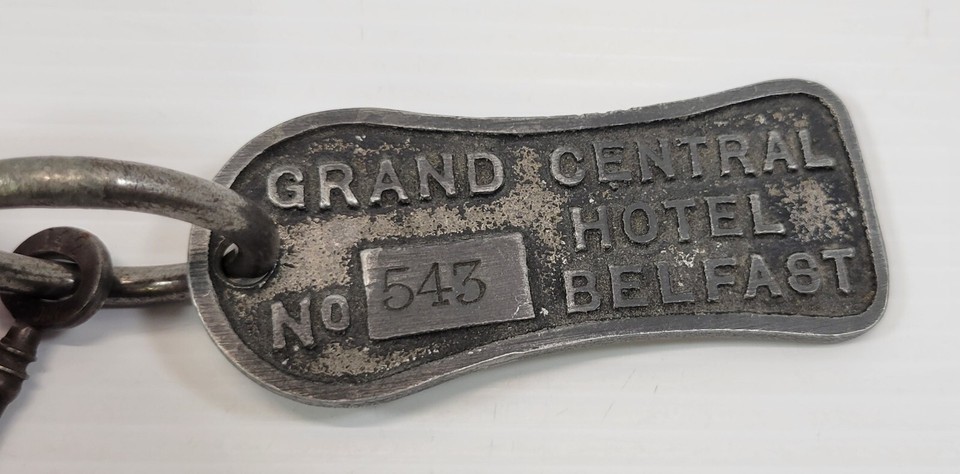 GRAND CENTRAL
HOTEL
No 543 BELFAST